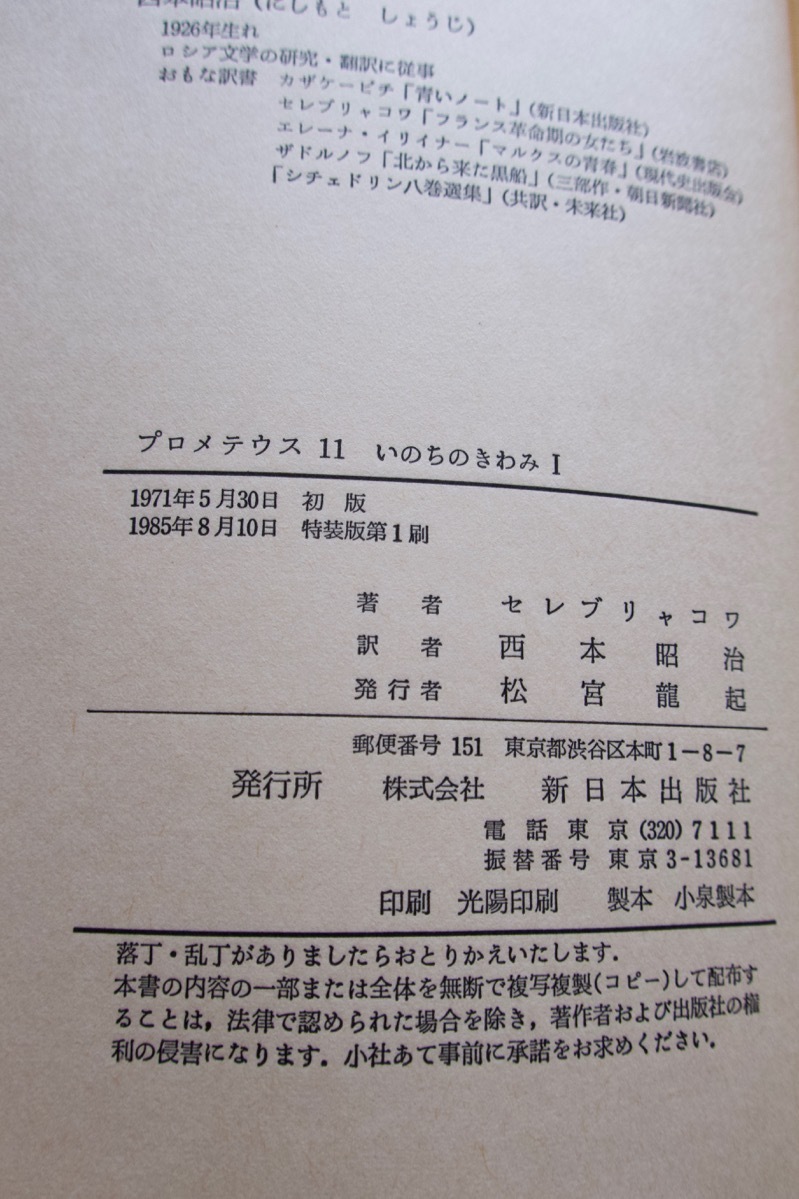 西本昭治（にしもと　しょうじ）
1926年生れ
ロシア文学の研究・翻訳に従事
おもな訳書　カザケービチ「青いノート」（新日本出版社）
セレブリャコワ「フランス革命期の女たち」（岩波書店）
エレーナ・イリイナー「マルクスの青春」（現代史出版会）
ザドルノフ「北から来た黒船」（三部作・朝日新聞社）
「シチェドリン八巻選集」（共訳・未来社）
プロメテウス 11　いのちのきわみ I
1971年5月30日　初　版
1985年8月10日　特装版第1刷
著　者　セレブリャコワ
訳　者　西　本　昭　治
発行者　松　宮　龍　起
郵便番号 151　東京都渋谷区本町1-8-7
発行所　株式会社　新日本出版社
電話 東京 (320) 7111
振替番号 東京 3-13681
印刷　光陽印刷　製本　小泉製本
落丁・乱丁がありましたらおとりかえいたします．
本書の内容の一部または全体を無断で複写複製（コピー）して配布す
ることは，法律で認められた場合を除き，著作者および出版社の権
利の侵害になります．小社あて事前に承諾をお求めください．